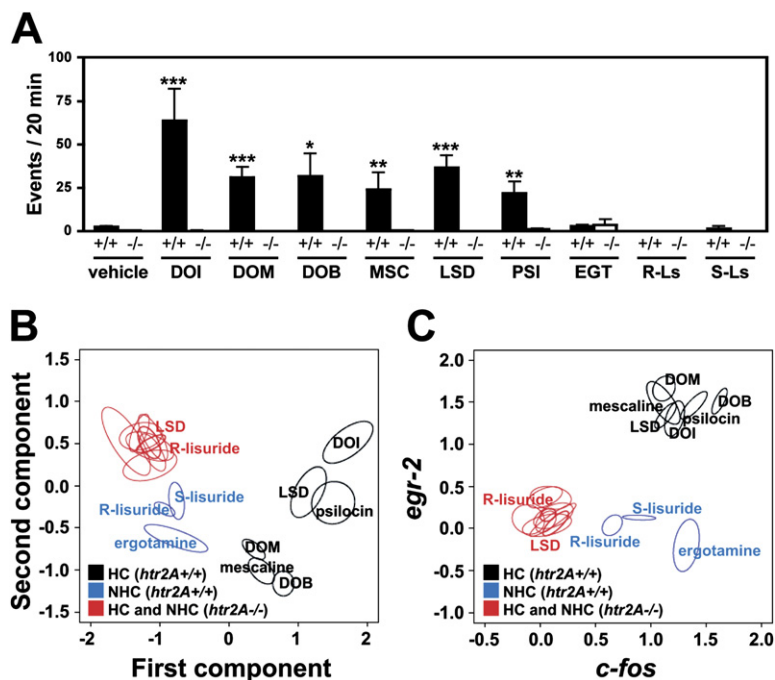 A
Events / 20 min
100
75
50
25
0
*** *** * ** *** **
+/+ -/- +/+ -/- +/+ -/- +/+ -/- +/+ -/- +/+ -/- +/+ -/- +/+ -/- +/+ -/- +/+ -/-
vehicle DOI DOM DOB MSC LSD PSI EGT R-Ls S-Ls
B
Second component
1.5
1.0
0.5
0.0
-0.5
-1.0
-1.5
LSD
R-lisuride
DOI
S-lisuride
R-lisuride
LSD
psilocin
ergotamine
DOM
mescaline
DOB
HC (htr2A+/+)
NHC (htr2A+/+)
HC and NHC (htr2A-/-)
-2 -1 0 1 2
First component
C
egr-2
2.0
1.5
1.0
0.5
0.0
-0.5
-1.0
DOM
mescaline
DOB
psilocin
LSD
DOI
R-lisuride
S-lisuride
LSD
R-lisuride
ergotamine
HC (htr2A+/+)
NHC (htr2A+/+)
HC and NHC (htr2A-/-)
-0.5 0.0 0.5 1.0 1.5 2.0
c-fos